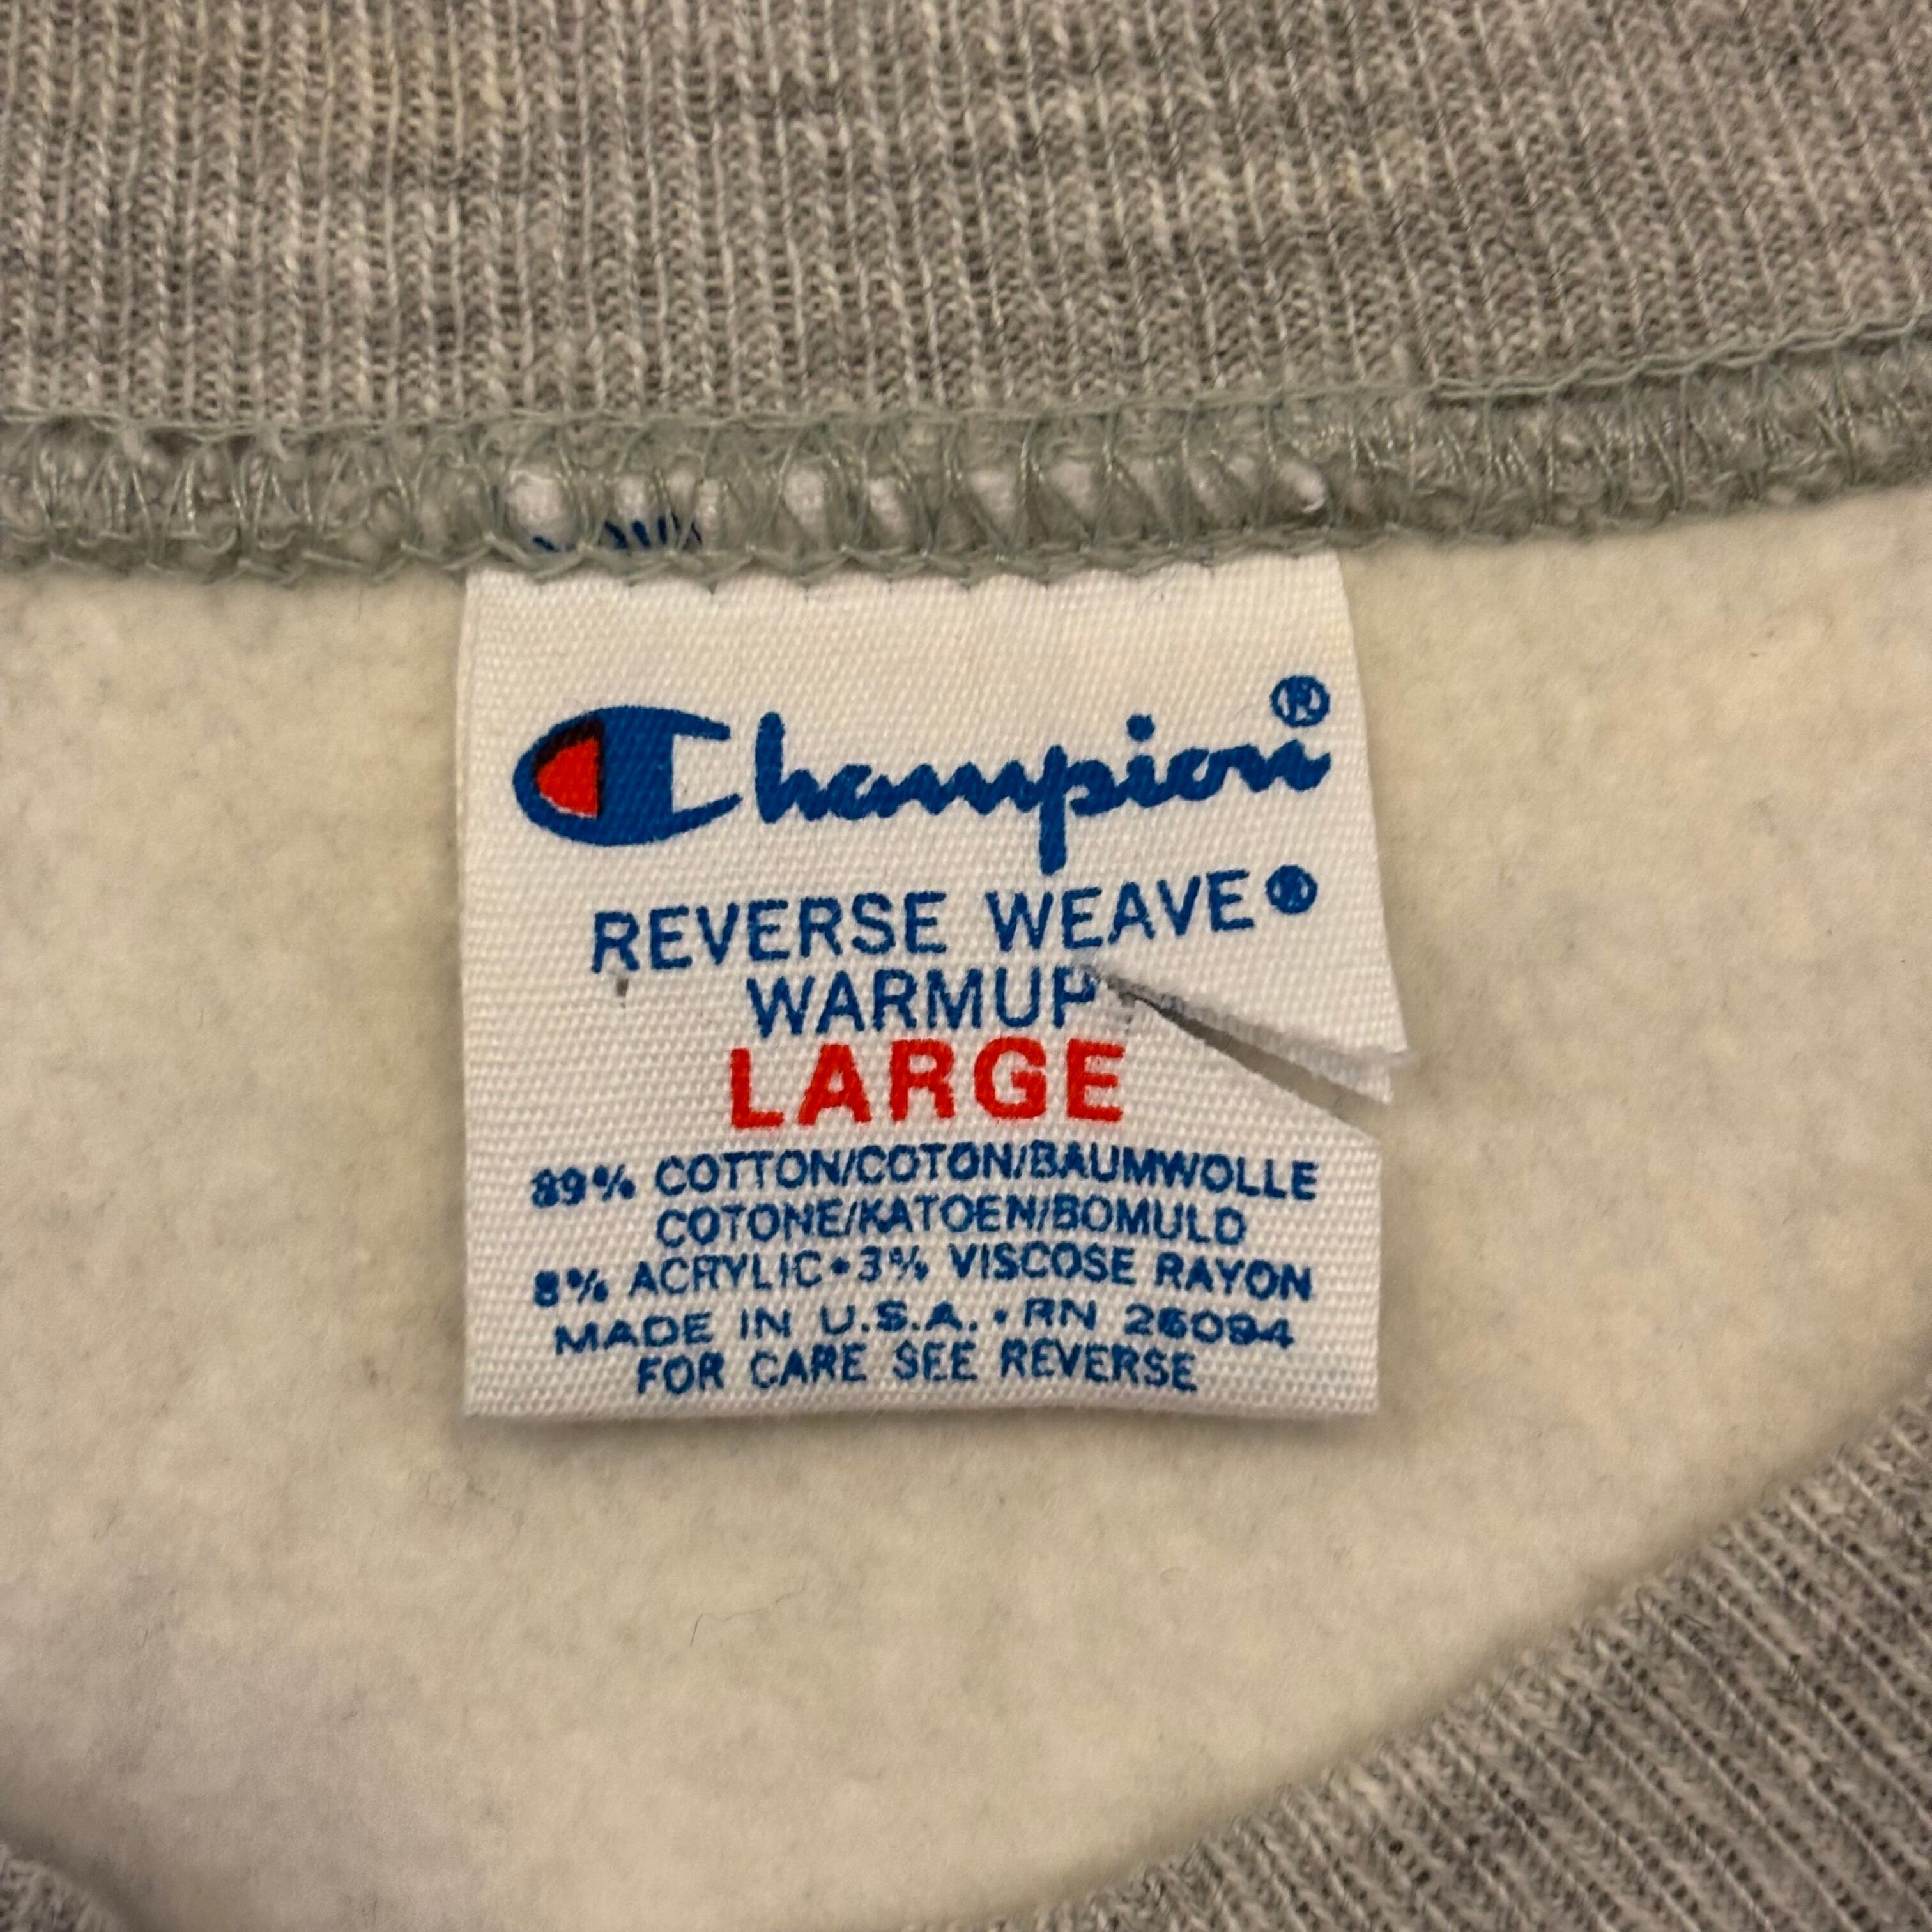 Champion®
REVERSE WEAVE®
WARMUP
LARGE
89% COTTON/COTON/BAUMWOLLE
COTONE/KATOEN/BOMULD
8% ACRYLIC•3% VISCOSE RAYON
MADE IN U.S.A. • RN 26094
FOR CARE SEE REVERSE